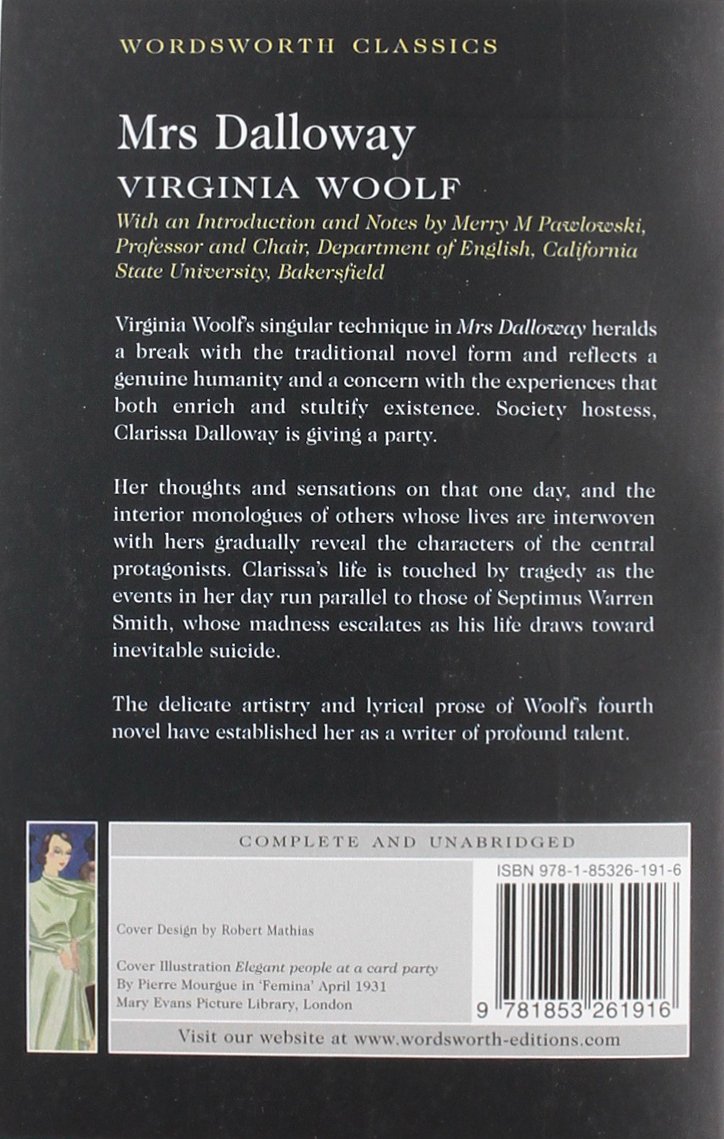 WORDSWORTH CLASSICS
Mrs Dalloway
VIRGINIA WOOLF
With an Introduction and Notes by Merry M Pawlowski,
Professor and Chair, Department of English, California
State University, Bakersfield
Virginia Woolf's singular technique in Mrs Dalloway heralds
a break with the traditional novel form and reflects a
genuine humanity and a concern with the experiences that
both enrich and stultify existence. Society hostess,
Clarissa Dalloway is giving a party.
Her thoughts and sensations on that one day, and the
interior monologues of others whose lives are interwoven
with hers gradually reveal the characters of the central
protagonists. Clarissa's life is touched by tragedy as the
events in her day run parallel to those of Septimus Warren
Smith, whose madness escalates as his life draws toward
inevitable suicide.
The delicate artistry and lyrical prose of Woolf's fourth
novel have established her as a writer of profound talent.
COMPLETE AND UNABRIDGED
ISBN 978-1-85326-191-6
Cover Design by Robert Mathias
Cover Illustration Elegant people at a card party
By Pierre Mourgue in 'Femina' April 1931
Mary Evans Picture Library, London
9 781853 261916
Visit our website at www.wordsworth-editions.com